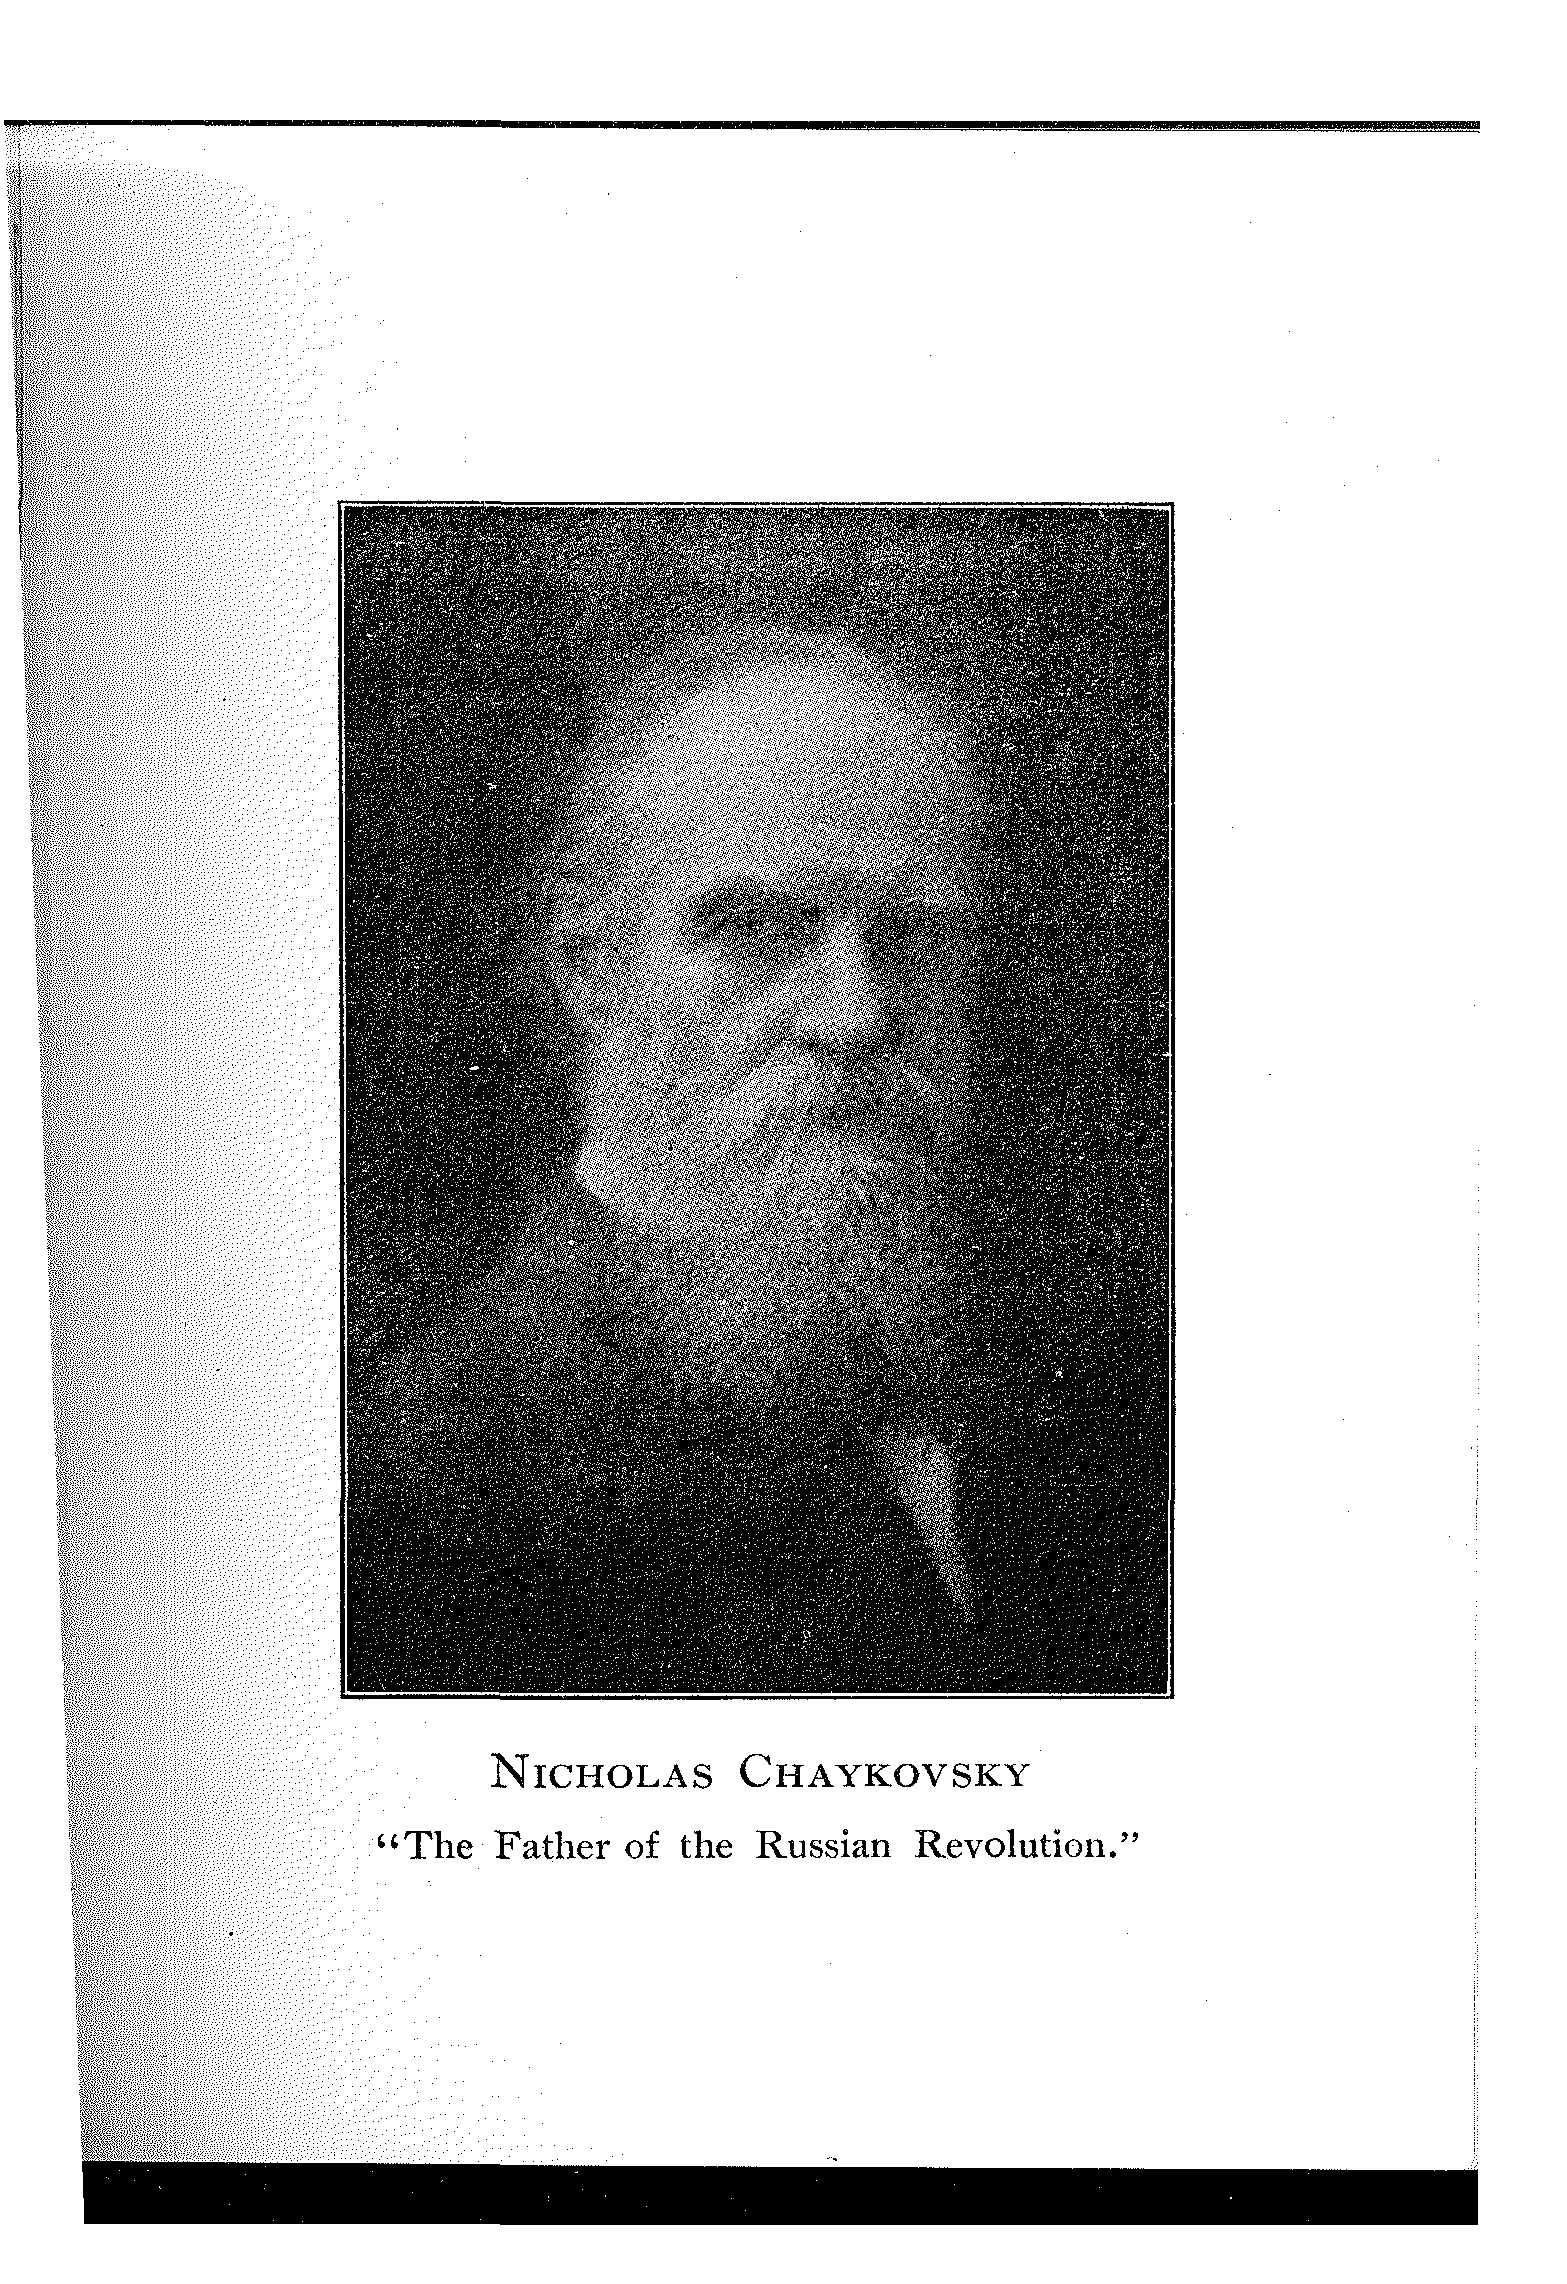 NICHOLAS CHAYKOVSKY
“The Father of the Russian Revolution.”